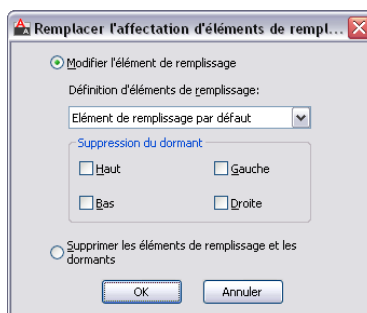 Remplacer l'affectation d'éléments de rempl...
Modifier l'élément de remplissage
Définition d'éléments de remplissage:
Elément de remplissage par défaut
Suppression du dormant
Haut
Gauche
Bas
Droite
Supprimer les éléments de remplissage et les
dormants
OK
Annuler